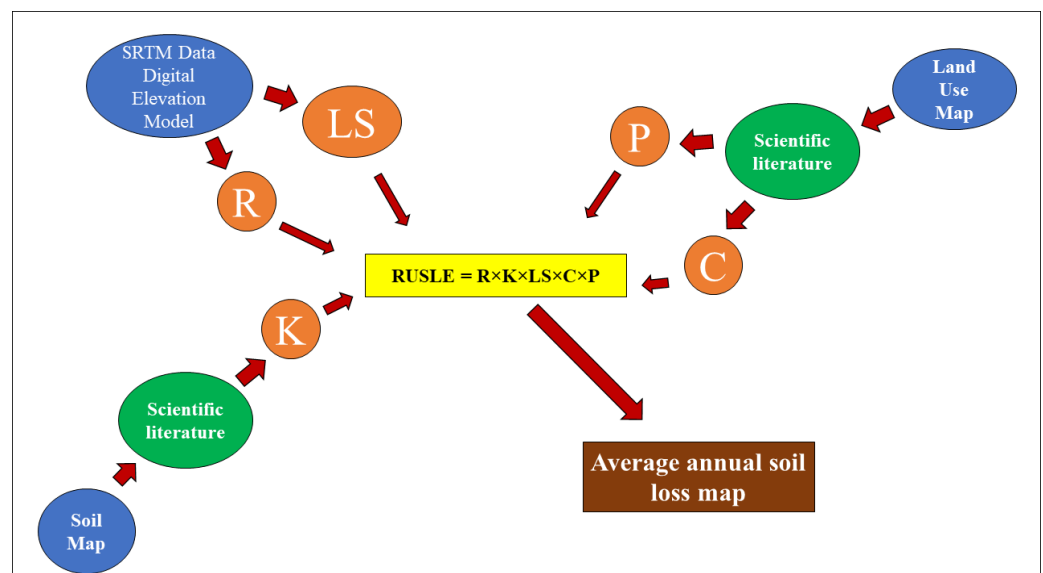 SRTM Data
Digital
Elevation
Model
LS
R
Land
Use
Map
Scientific
literature
P
C
RUSLE = R×K×LS×C×P
K
Scientific
literature
Soil
Map
Average annual soil
loss map